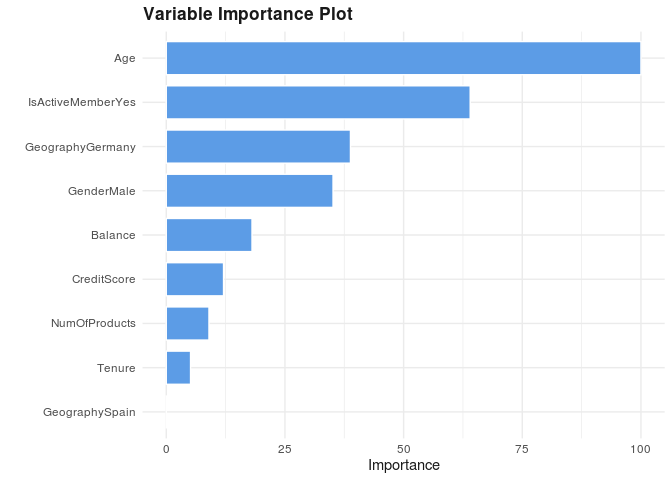 Variable Importance Plot
Age
IsActiveMemberYes
GeographyGermany
GenderMale
Balance
CreditScore
NumOfProducts
Tenure
GeographySpain
0 25 50 75 100
Importance